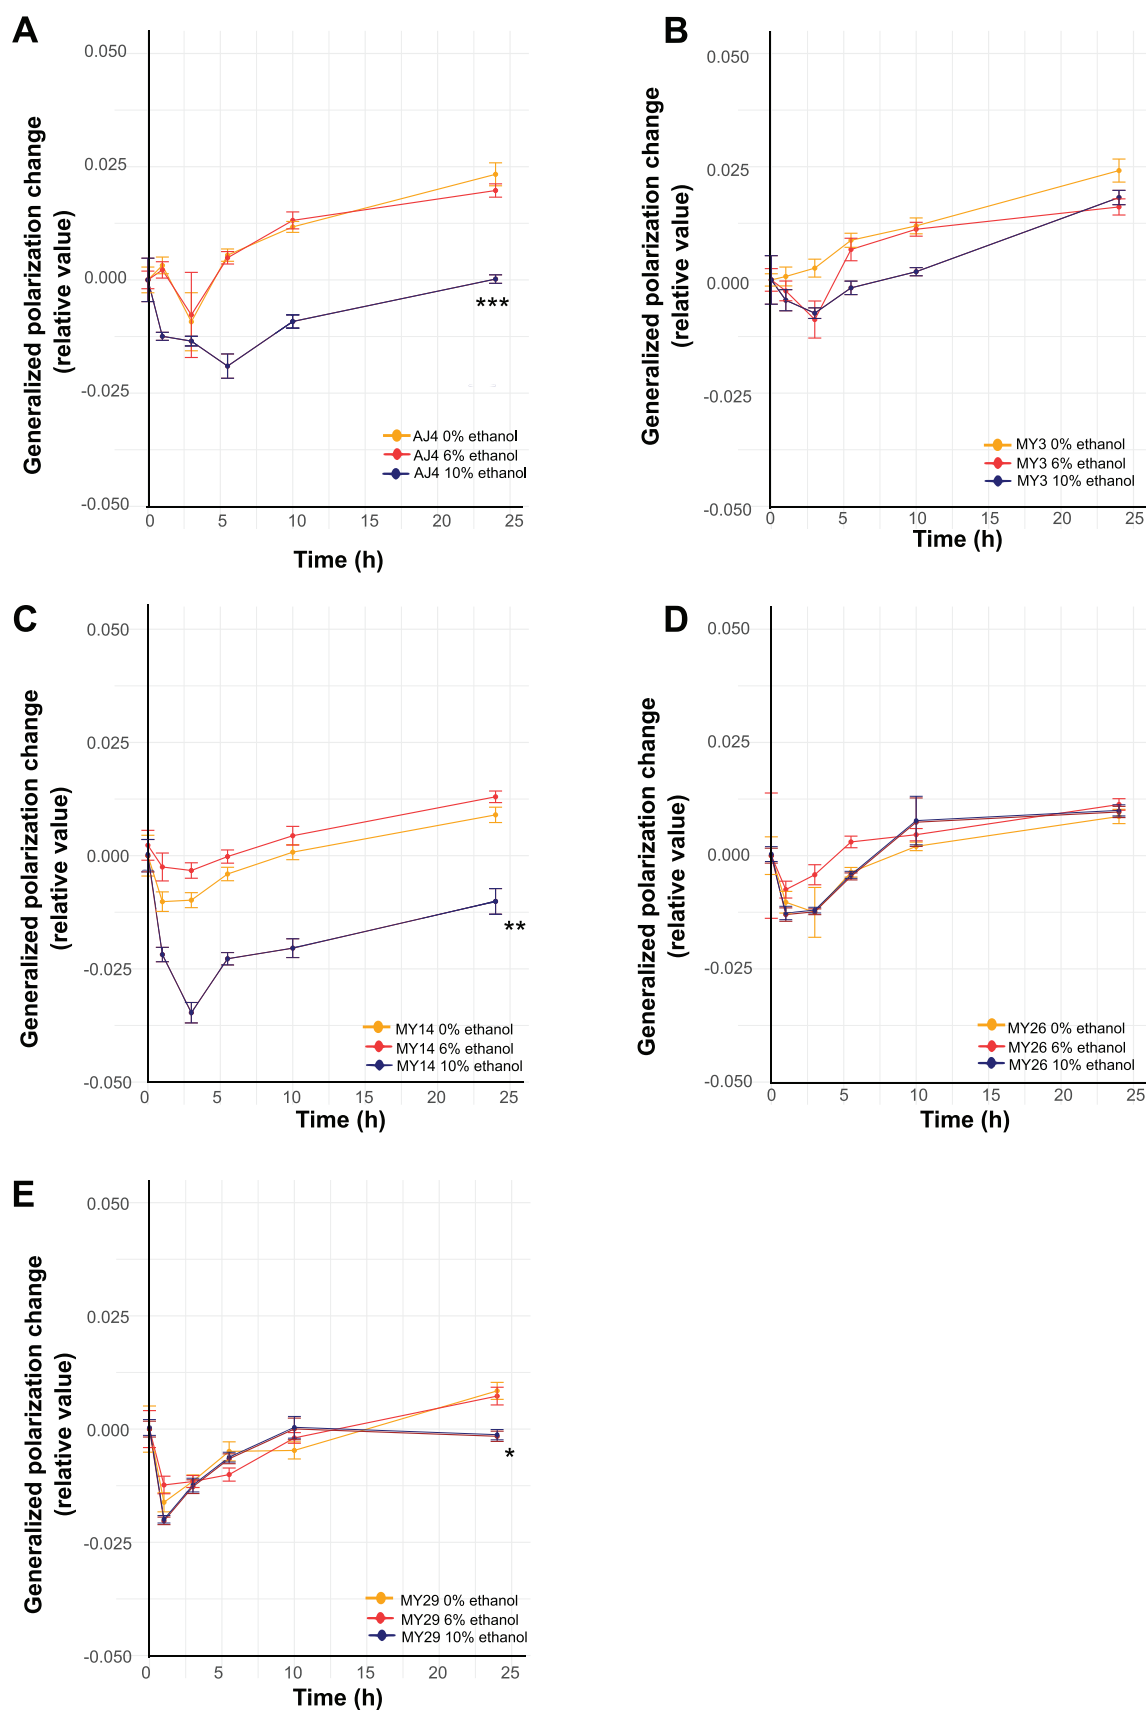 A
Generalized polarization change
(relative value)
0.050
0.025
0.000
-0.025
-0.050
***
AJ4 0% ethanol
AJ4 6% ethanol
AJ4 10% ethanol
0 5 10 15 20 25
Time (h)
B
Generalized polarization change
(relative value)
0.050
0.025
0.000
-0.025
-0.050
MY3 0% ethanol
MY3 6% ethanol
MY3 10% ethanol
0 5 10 15 20 25
Time (h)
C
Generalized polarization change
(relative value)
0.050
0.025
0.000
-0.025
-0.050
**
MY14 0% ethanol
MY14 6% ethanol
MY14 10% ethanol
0 5 10 15 20 25
Time (h)
D
Generalized polarization change
(relative value)
0.050
0.025
0.000
-0.025
-0.050
MY26 0% ethanol
MY26 6% ethanol
MY26 10% ethanol
0 5 10 15 20 25
Time (h)
E
Generalized polarization change
(relative value)
0.050
0.025
0.000
-0.025
-0.050
*
MY29 0% ethanol
MY29 6% ethanol
MY29 10% ethanol
0 5 10 15 20 25
Time (h)